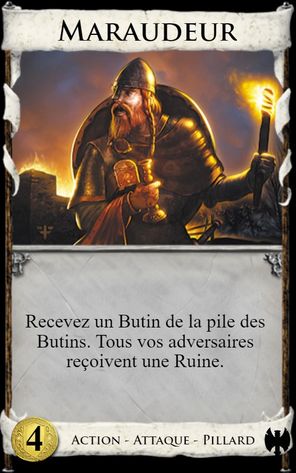 MARAUDEUR
Recevez un Butin de la pile des
Butins. Tous vos adversaires
reçoivent une Ruine.
4
ACTION - ATTAQUE - PILLARD